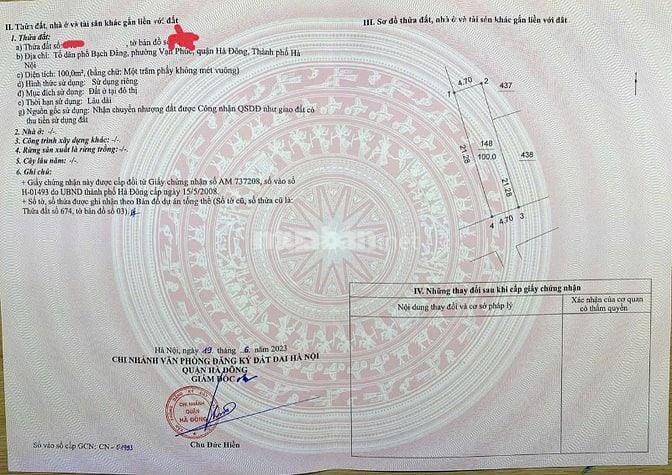 II. Thửa đất, nhà ở và tài sản khác gắn liền với đất
1. Thửa đất:
a) Thửa đất số: , tờ bản đồ số
b) Địa chỉ: Tổ dân phố Bạch Đằng, phường Vạn Phúc, quận Hà Đông, Thành phố Hà
Nội
c) Diện tích: 100,0m², (bằng chữ: Một trăm phẩy không mét vuông)
d) Hình thức sử dụng: Sử dụng riêng
đ) Mục đích sử dụng: Đất ở tại đô thị
e) Thời hạn sử dụng: Lâu dài
g) Nguồn gốc sử dụng: Nhận chuyển nhượng đất được Công nhận QSDĐ như giao đất có
thu tiền sử dụng đất
2. Nhà ở: -/-.
3. Công trình xây dựng khác: -/-.
4. Rừng sản xuất là rừng trồng: -/-.
5. Cây lâu năm: -/-.
6. Ghi chú:
+ Giấy chứng nhận này được cấp đổi từ Giấy chứng nhận số AM 737208, số vào sổ
H-01493 do UBND thành phố Hà Đông cấp ngày 15/5/2008.
+ Số tờ, số thửa được ghi nhận theo Bản đồ dự án tổng thể (Số tờ cũ, số thửa cũ là:
Thửa đất số 674, tờ bản đồ số 03)
Hà Nội, ngày 19 tháng 6 năm 2023
CHI NHÁNH VĂN PHÒNG ĐĂNG KÝ ĐẤT ĐAI HÀ NỘI
QUẬN HÀ ĐÔNG
GIÁM ĐỐC
CHI NHÁNH
QUẬN
HÀ ĐÔNG
Chu Đức Hiển
Số vào sổ cấp GCN: CN-01993
III. Sơ đồ thửa đất, nhà ở và tài sản khác gắn liền với đất
4.70
1
2
437
148
100.0
438
21.28
21.28
4
4.70
3
muaban.net
IV. Những thay đổi sau khi cấp giấy chứng nhận
Nội dung thay đổi và cơ sở pháp lý
Xác nhận của cơ quan
có thẩm quyền